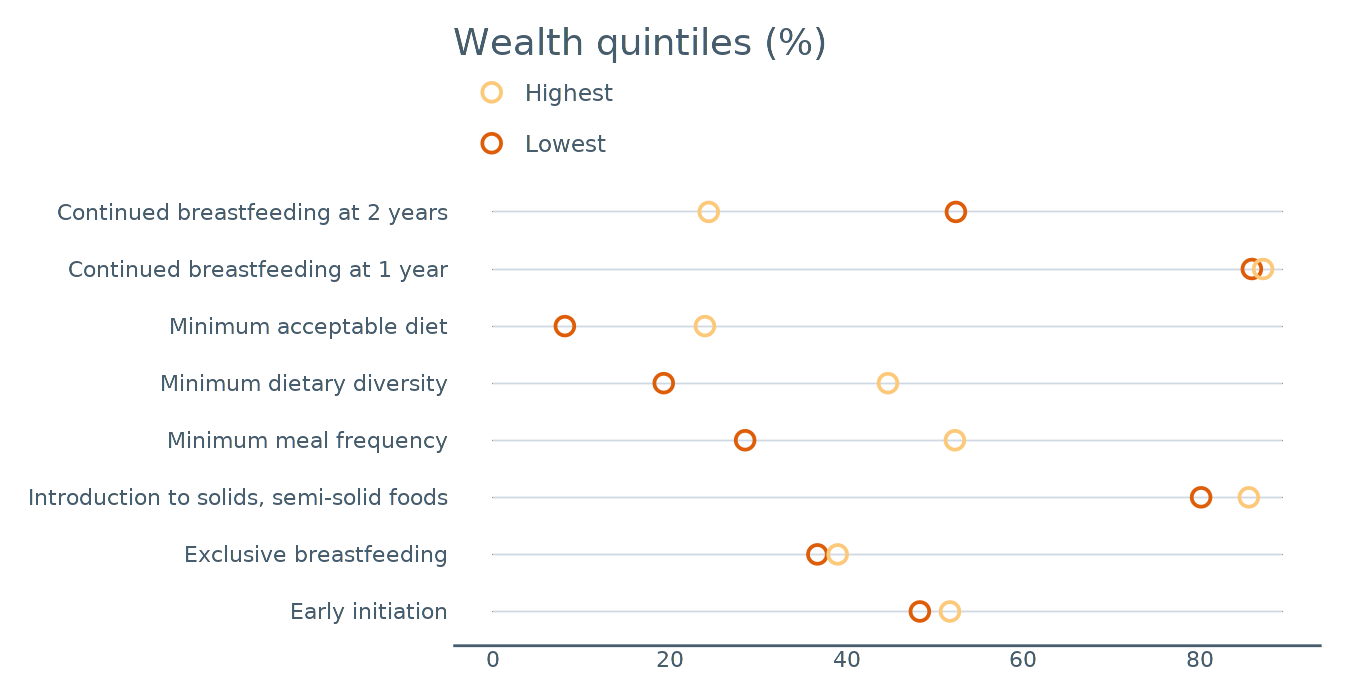 Wealth quintiles (%)
Highest
Lowest
Continued breastfeeding at 2 years
Continued breastfeeding at 1 year
Minimum acceptable diet
Minimum dietary diversity
Minimum meal frequency
Introduction to solids, semi-solid foods
Exclusive breastfeeding
Early initiation
0 20 40 60 80